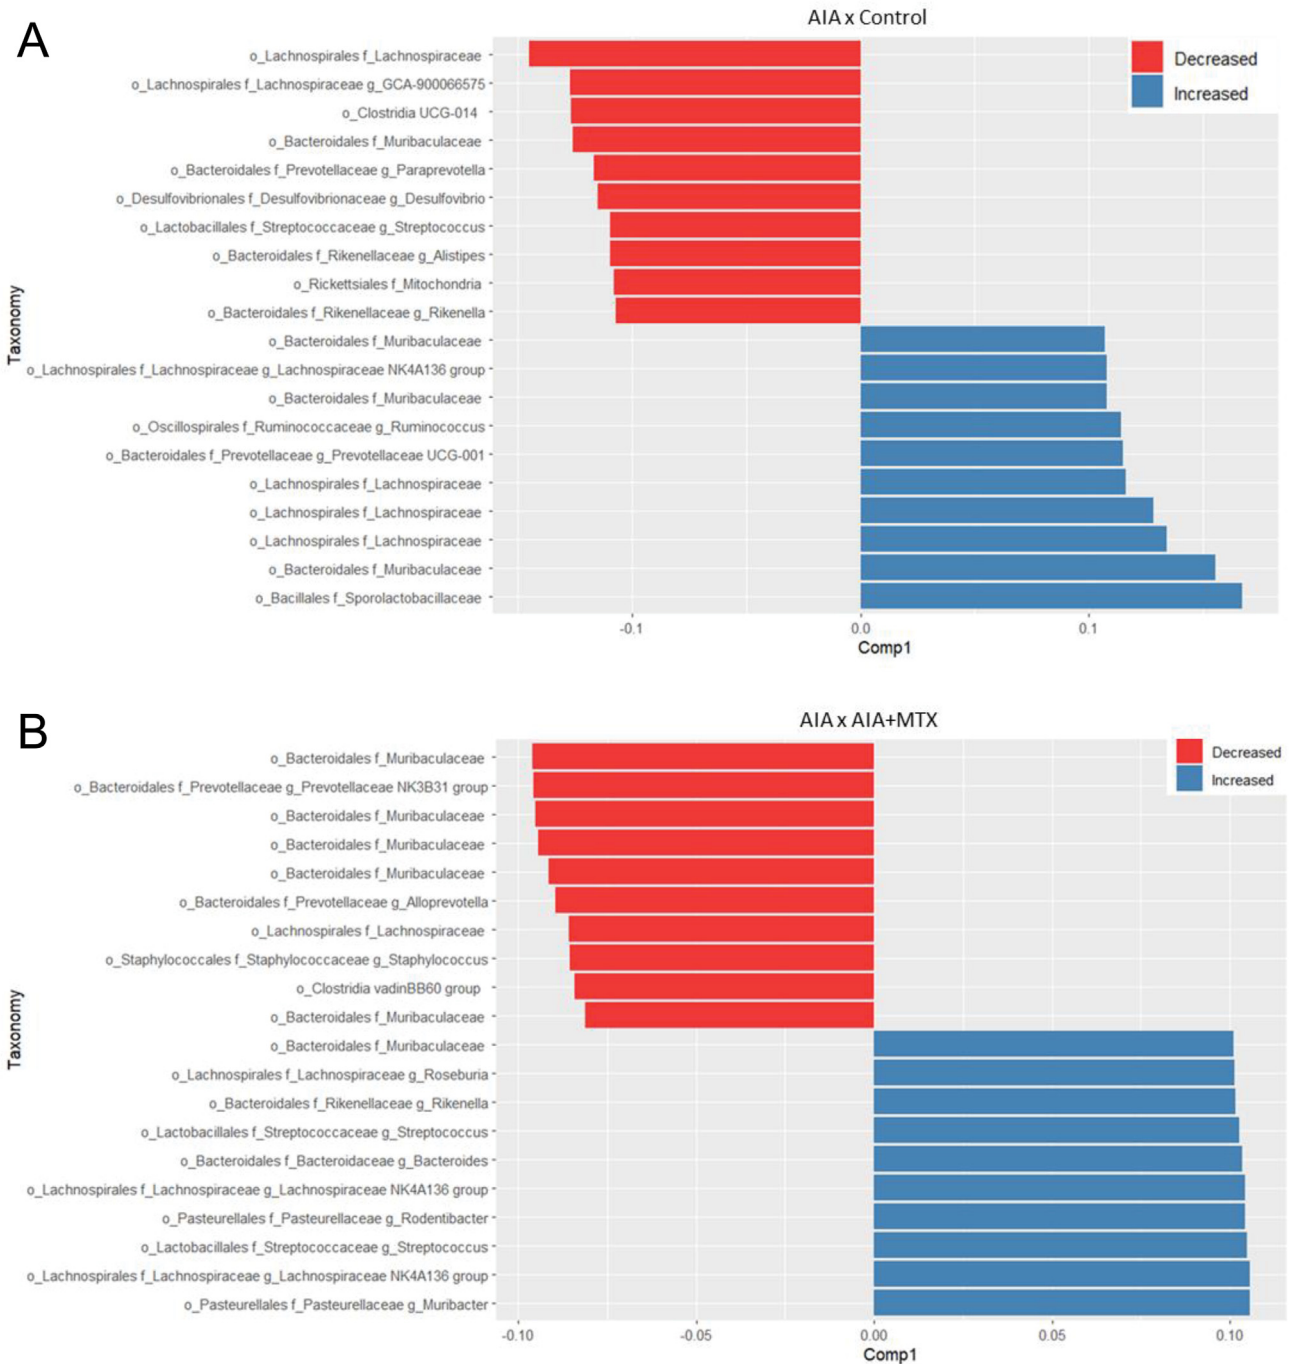 A
AIA x Control
o_Lachnospirales f_Lachnospiraceae
o_Lachnospirales f_Lachnospiraceae g_GCA-900066575
o_Clostridia UCG-014
o_Bacteroidales f_Muribaculaceae
o_Bacteroidales f_Prevotellaceae g_Paraprevotella
o_Desulfovibrionales f_Desulfovibrionaceae g_Desulfovibrio
o_Lactobacillales f_Streptococcaceae g_Streptococcus
o_Bacteroidales f_Rikenellaceae g_Alistipes
o_Rickettsiales f_Mitochondria
o_Bacteroidales f_Rikenellaceae g_Rikenella
o_Bacteroidales f_Muribaculaceae
o_Lachnospirales f_Lachnospiraceae g_Lachnospiraceae NK4A136 group
o_Bacteroidales f_Muribaculaceae
o_Oscillospirales f_Ruminococcaceae g_Ruminococcus
o_Bacteroidales f_Prevotellaceae g_Prevotellaceae UCG-001
o_Lachnospirales f_Lachnospiraceae
o_Lachnospirales f_Lachnospiraceae
o_Lachnospirales f_Lachnospiraceae
o_Bacteroidales f_Muribaculaceae
o_Bacillales f_Sporolactobacillaceae
Taxonomy
Decreased
Increased
-0.1 0.0 0.1
Comp1
B
AIA x AIA+MTX
o_Bacteroidales f_Muribaculaceae
o_Bacteroidales f_Prevotellaceae g_Prevotellaceae NK3B31 group
o_Bacteroidales f_Muribaculaceae
o_Bacteroidales f_Muribaculaceae
o_Bacteroidales f_Muribaculaceae
o_Bacteroidales f_Prevotellaceae g_Alloprevotella
o_Lachnospirales f_Lachnospiraceae
o_Staphylococcales f_Staphylococcaceae g_Staphylococcus
o_Clostridia vadinBB60 group
o_Bacteroidales f_Muribaculaceae
o_Bacteroidales f_Muribaculaceae
o_Lachnospirales f_Lachnospiraceae g_Roseburia
o_Bacteroidales f_Rikenellaceae g_Rikenella
o_Lactobacillales f_Streptococcaceae g_Streptococcus
o_Bacteroidales f_Bacteroidaceae g_Bacteroides
o_Lachnospirales f_Lachnospiraceae g_Lachnospiraceae NK4A136 group
o_Pasteurellales f_Pasteurellaceae g_Rodentibacter
o_Lactobacillales f_Streptococcaceae g_Streptococcus
o_Lachnospirales f_Lachnospiraceae g_Lachnospiraceae NK4A136 group
o_Pasteurellales f_Pasteurellaceae g_Muribacter
Taxonomy
Decreased
Increased
-0.10 -0.05 0.00 0.05 0.10
Comp1